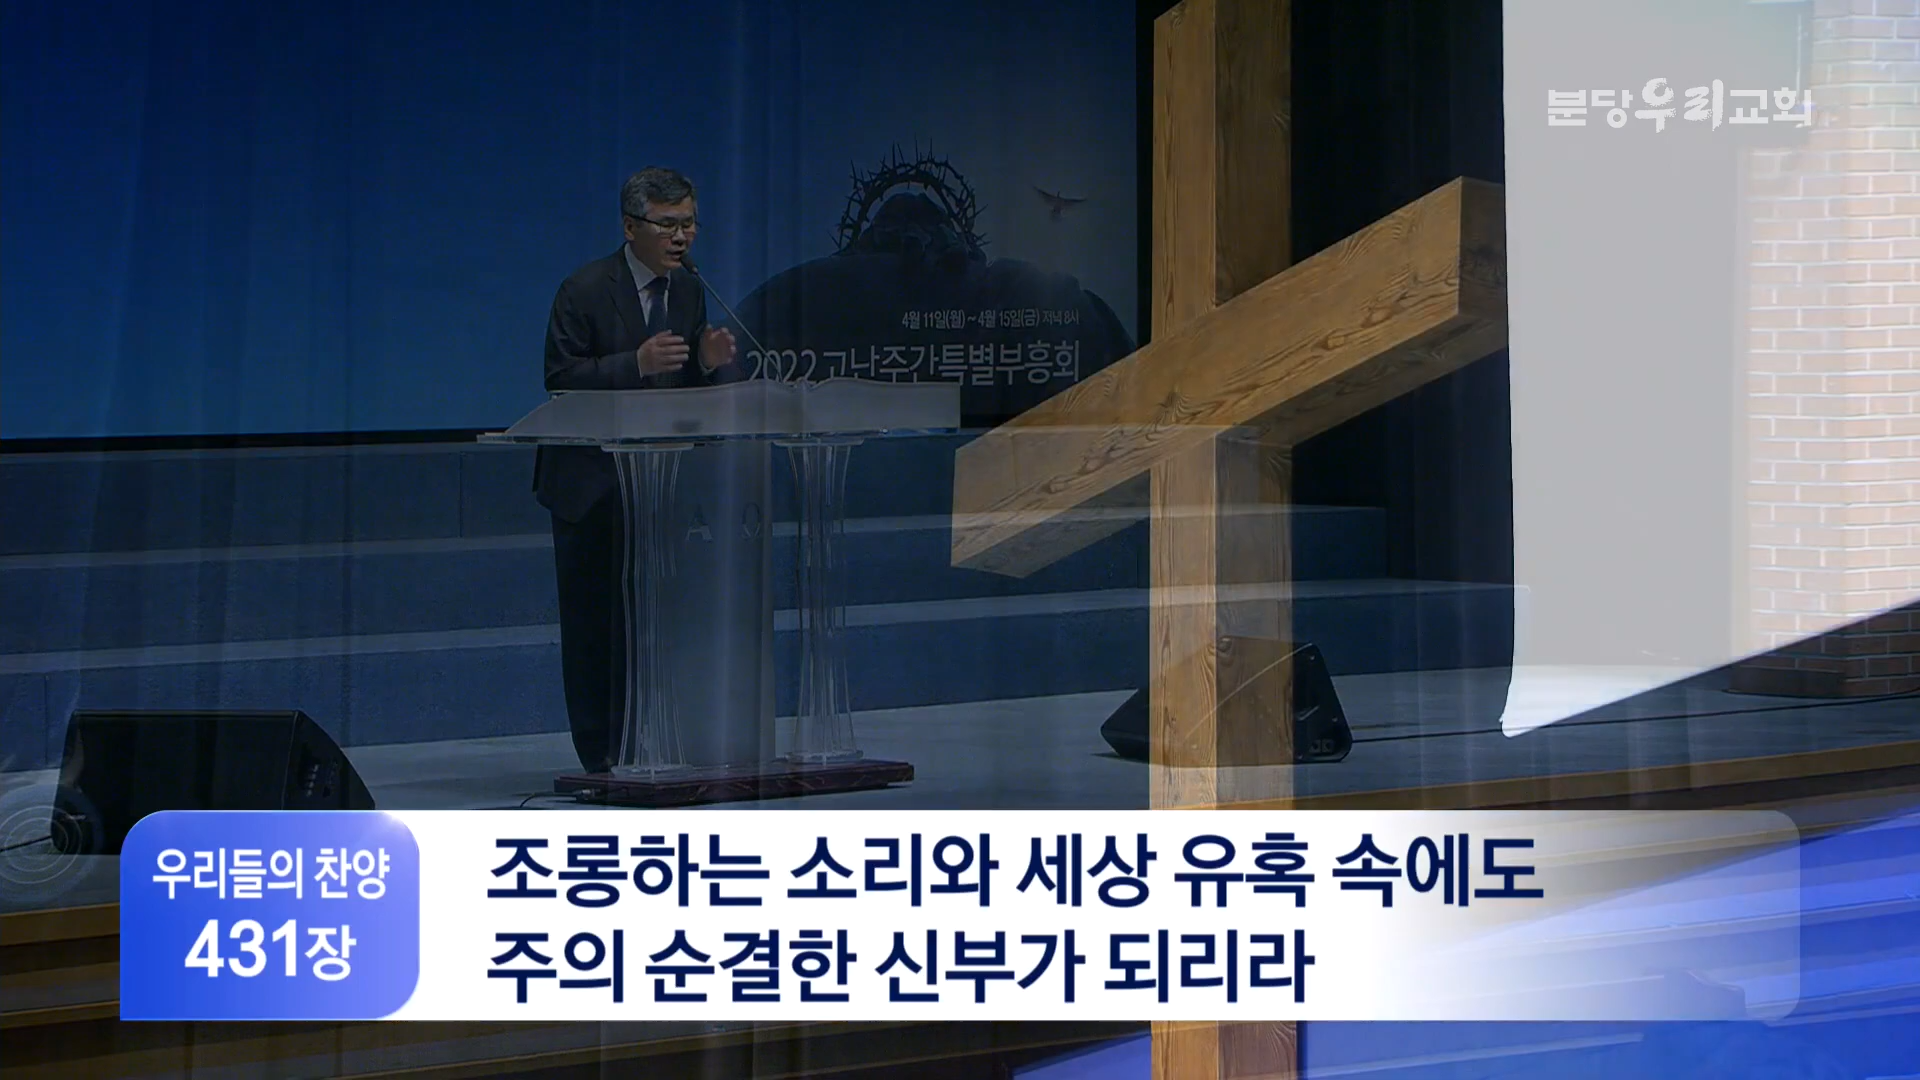 분당우리교회
4월 11일(월) ~ 4월 15일(금) 저녁 8시
2022 고난주간특별부흥회
Α Ω
우리들의 찬양
431장
조롱하는 소리와 세상 유혹 속에도
주의 순결한 신부가 되리라